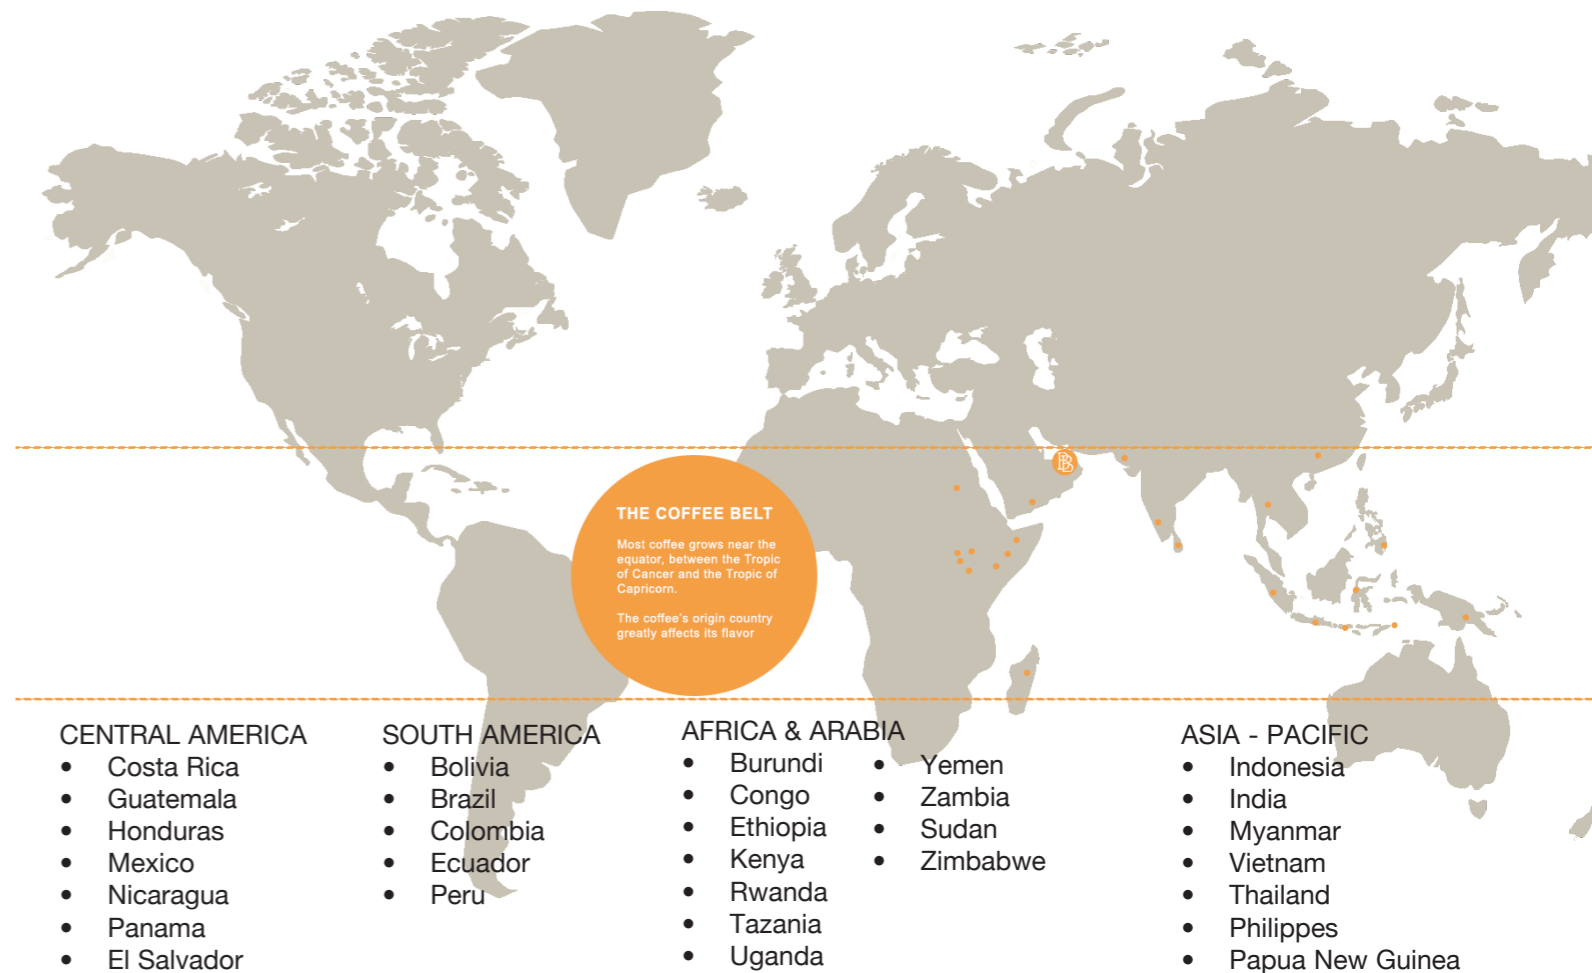 THE COFFEE BELT
Most coffee grows near the
equator, between the Tropic
of Cancer and the Tropic of
Capricorn.
The coffee's origin country
greatly affects its flavor
CENTRAL AMERICA
• Costa Rica
• Guatemala
• Honduras
• Mexico
• Nicaragua
• Panama
• El Salvador
SOUTH AMERICA
• Bolivia
• Brazil
• Colombia
• Ecuador
• Peru
AFRICA & ARABIA
• Burundi
• Congo
• Ethiopia
• Kenya
• Rwanda
• Tazania
• Uganda
• Yemen
• Zambia
• Sudan
• Zimbabwe
ASIA - PACIFIC
• Indonesia
• India
• Myanmar
• Vietnam
• Thailand
• Philippes
• Papua New Guinea